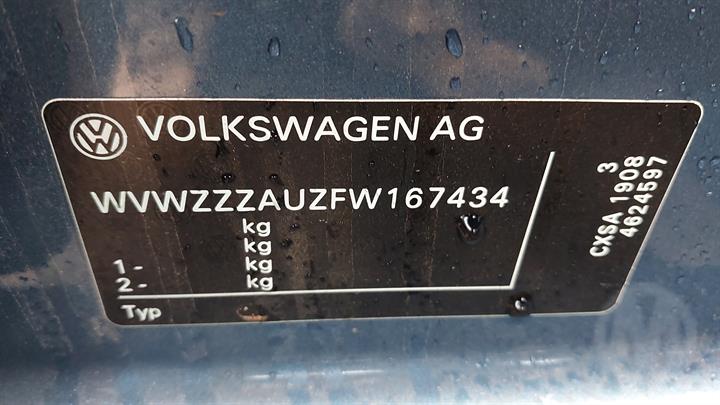 VOLKSWAGEN AG
WVWZZZAUZFW167434
kg
kg
1- kg
2- kg
Typ
3
CXSA 1908
4624597